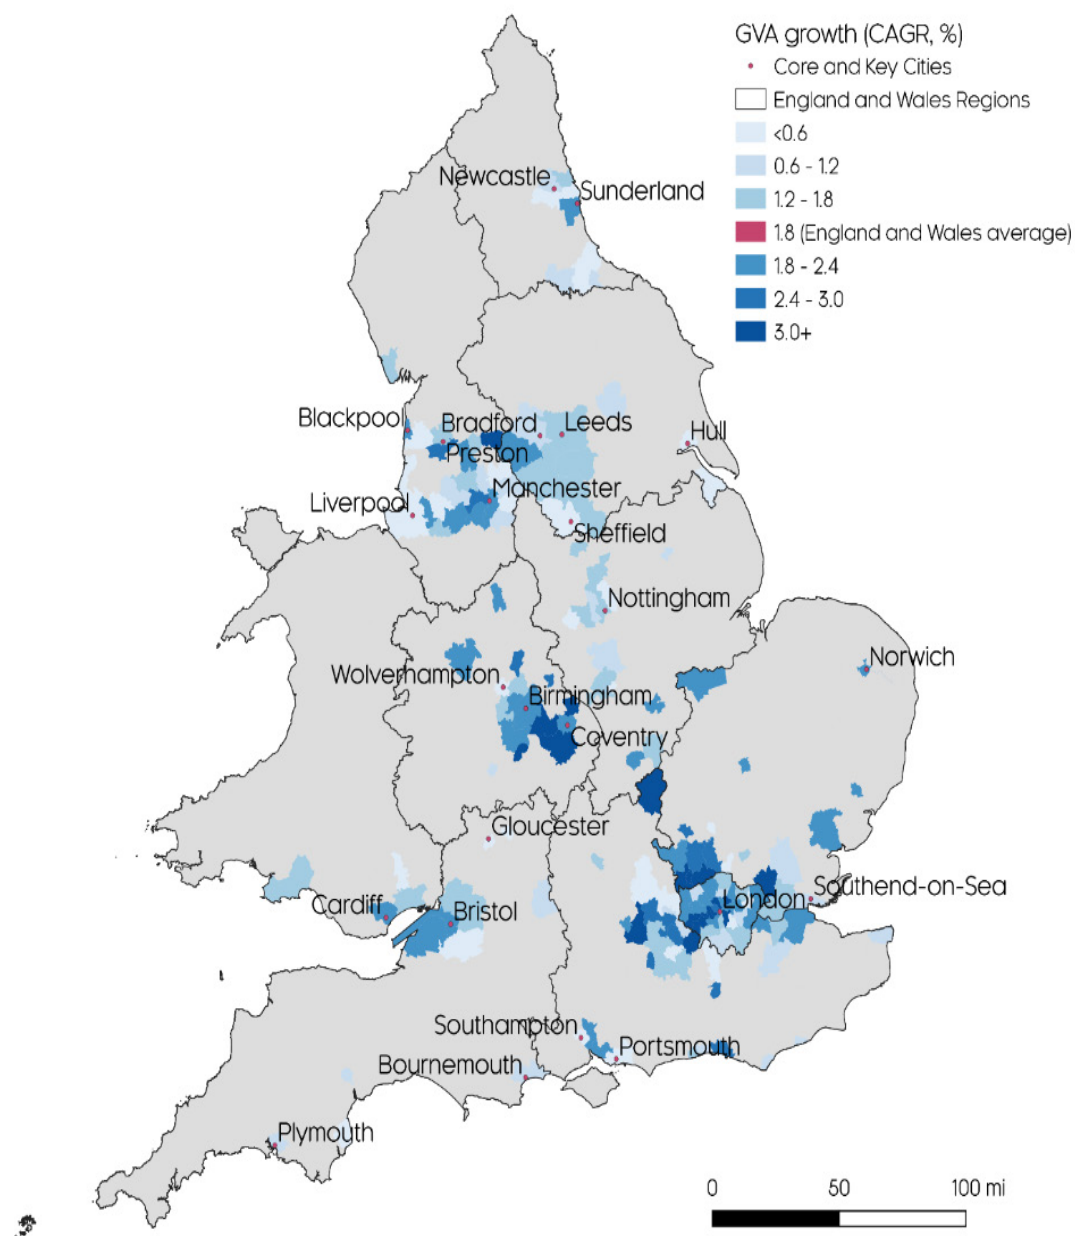 GVA growth (CAGR, %)
Core and Key Cities
England and Wales Regions
<0.6
0.6 - 1.2
1.2 - 1.8
1.8 (England and Wales average)
1.8 - 2.4
2.4 - 3.0
3.0+
Newcastle
Sunderland
Blackpool
Bradford
Leeds
Hull
Preston
Manchester
Liverpool
Sheffield
Nottingham
Norwich
Wolverhampton
Birmingham
Coventry
Gloucester
Southend-on-Sea
London
Cardiff
Bristol
Southampton
Portsmouth
Bournemouth
Plymouth
0 50 100 mi